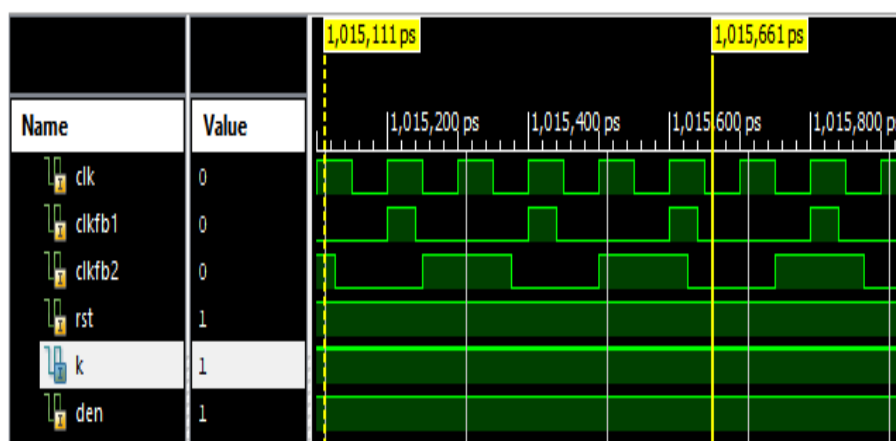 1,015,111 ps 1,015,661 ps
1,015,200 ps 1,015,400 ps 1,015,600 ps 1,015,800 p
Name Value
clk 0
clkfb1 0
clkfb2 0
rst 1
k 1
den 1